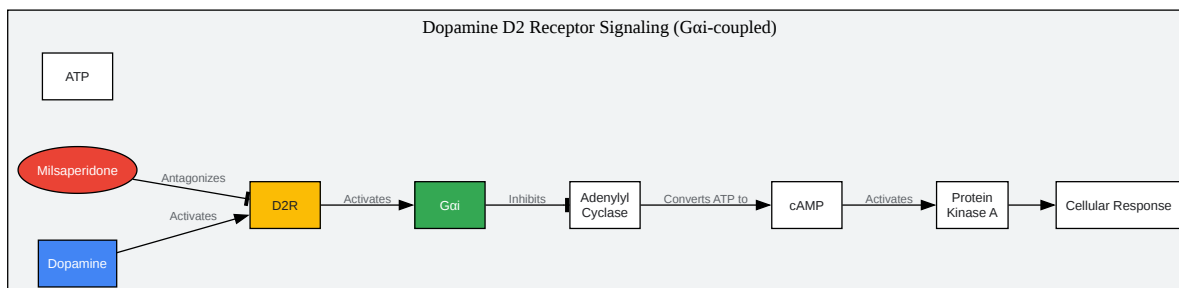 Dopamine D2 Receptor Signaling (Gαi-coupled)
ATP
Milsaperidone
Antagonizes
Activates
Dopamine
D2R
Activates
Gαi
Inhibits
Adenylyl
Cyclase
Converts ATP to
cAMP
Activates
Protein
Kinase A
Cellular Response